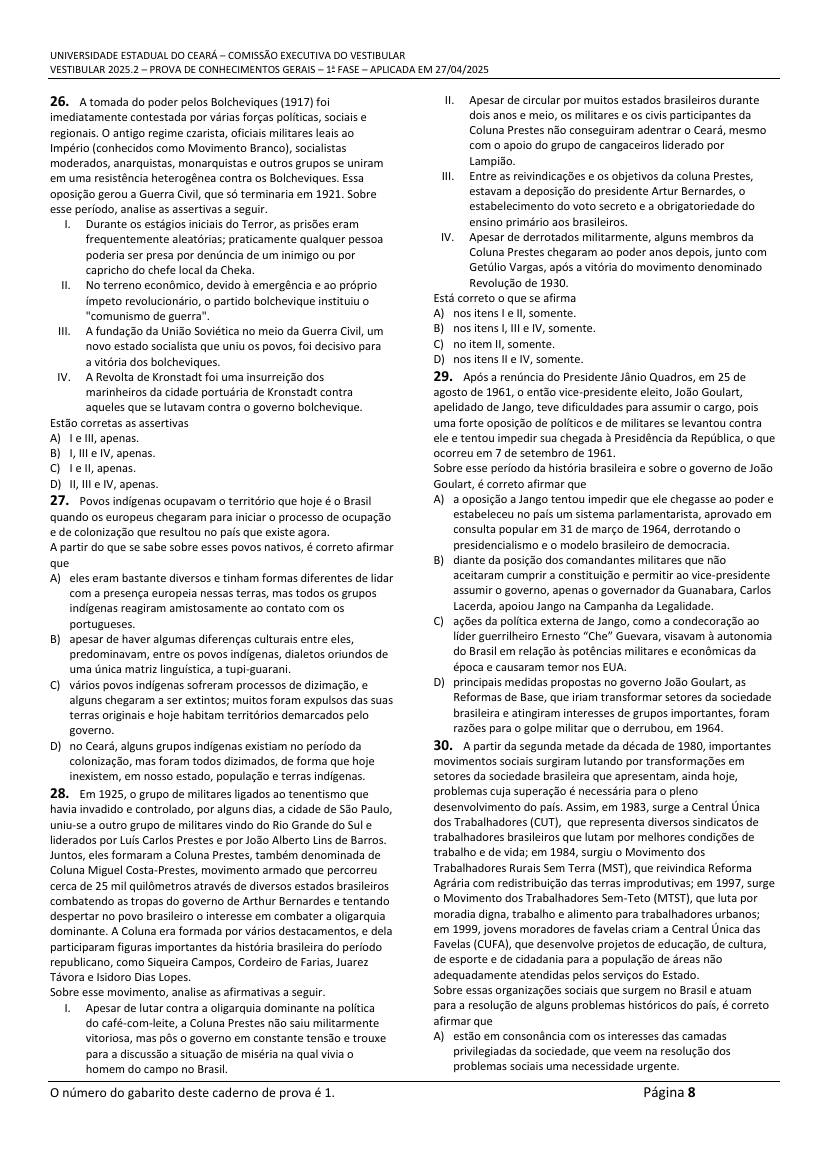 UNIVERSIDADE ESTADUAL DO CEARÁ – COMISSÃO EXECUTIVA DO VESTIBULAR
VESTIBULAR 2025.2 – PROVA DE CONHECIMENTOS GERAIS – 1ª FASE – APLICADA EM 27/04/2025
26. A tomada do poder pelos Bolcheviques (1917) foi
imediatamente contestada por várias forças políticas, sociais e
regionais. O antigo regime czarista, oficiais militares leais ao
Império (conhecidos como Movimento Branco), socialistas
moderados, anarquistas, monarquistas e outros grupos se uniram
em uma resistência heterogênea contra os Bolcheviques. Essa
oposição gerou a Guerra Civil, que só terminaria em 1921. Sobre
esse período, analise as assertivas a seguir.
I. Durante os estágios iniciais do Terror, as prisões eram
frequentemente aleatórias; praticamente qualquer pessoa
poderia ser presa por denúncia de um inimigo ou por
capricho do chefe local da Cheka.
II. No terreno econômico, devido à emergência e ao próprio
ímpeto revolucionário, o partido bolchevique instituiu o
"comunismo de guerra".
III. A fundação da União Soviética no meio da Guerra Civil, um
novo estado socialista que uniu os povos, foi decisivo para
a vitória dos bolcheviques.
IV. A Revolta de Kronstadt foi uma insurreição dos
marinheiros da cidade portuária de Kronstadt contra
aqueles que se lutavam contra o governo bolchevique.
Estão corretas as assertivas
A) I e III, apenas.
B) I, III e IV, apenas.
C) I e II, apenas.
D) II, III e IV, apenas.
27. Povos indígenas ocupavam o território que hoje é o Brasil
quando os europeus chegaram para iniciar o processo de ocupação
e de colonização que resultou no país que existe agora.
A partir do que se sabe sobre esses povos nativos, é correto afirmar
que
A) eles eram bastante diversos e tinham formas diferentes de lidar
com a presença europeia nessas terras, mas todos os grupos
indígenas reagiram amistosamente ao contato com os
portugueses.
B) apesar de haver algumas diferenças culturais entre eles,
predominavam, entre os povos indígenas, dialetos oriundos de
uma única matriz linguística, a tupi-guarani.
C) vários povos indígenas sofreram processos de dizimação, e
alguns chegaram a ser extintos; muitos foram expulsos das suas
terras originais e hoje habitam territórios demarcados pelo
governo.
D) no Ceará, alguns grupos indígenas existiam no período da
colonização, mas foram todos dizimados, de forma que hoje
inexistem, em nosso estado, população e terras indígenas.
28. Em 1925, o grupo de militares ligados ao tenentismo que
havia invadido e controlado, por alguns dias, a cidade de São Paulo,
uniu-se a outro grupo de militares vindo do Rio Grande do Sul e
liderados por Luís Carlos Prestes e por João Alberto Lins de Barros.
Juntos, eles formaram a Coluna Prestes, também denominada de
Coluna Miguel Costa-Prestes, movimento armado que percorreu
cerca de 25 mil quilômetros através de diversos estados brasileiros
combatendo as tropas do governo de Arthur Bernardes e tentando
despertar no povo brasileiro o interesse em combater a oligarquia
dominante. A Coluna era formada por vários destacamentos, e dela
participaram figuras importantes da história brasileira do período
republicano, como Siqueira Campos, Cordeiro de Farias, Juarez
Távora e Isidoro Dias Lopes.
Sobre esse movimento, analise as afirmativas a seguir.
I. Apesar de lutar contra a oligarquia dominante na política
do café-com-leite, a Coluna Prestes não saiu militarmente
vitoriosa, mas pôs o governo em constante tensão e trouxe
para a discussão a situação de miséria na qual vivia o
homem do campo no Brasil.
II. Apesar de circular por muitos estados brasileiros durante
dois anos e meio, os militares e os civis participantes da
Coluna Prestes não conseguiram adentrar o Ceará, mesmo
com o apoio do grupo de cangaceiros liderado por
Lampião.
III. Entre as reivindicações e os objetivos da coluna Prestes,
estavam a deposição do presidente Artur Bernardes, o
estabelecimento do voto secreto e a obrigatoriedade do
ensino primário aos brasileiros.
IV. Apesar de derrotados militarmente, alguns membros da
Coluna Prestes chegaram ao poder anos depois, junto com
Getúlio Vargas, após a vitória do movimento denominado
Revolução de 1930.
Está correto o que se afirma
A) nos itens I e II, somente.
B) nos itens I, III e IV, somente.
C) no item II, somente.
D) nos itens II e IV, somente.
29. Após a renúncia do Presidente Jânio Quadros, em 25 de
agosto de 1961, o então vice-presidente eleito, João Goulart,
apelidado de Jango, teve dificuldades para assumir o cargo, pois
uma forte oposição de políticos e de militares se levantou contra
ele e tentou impedir sua chegada à Presidência da República, o que
ocorreu em 7 de setembro de 1961.
Sobre esse período da história brasileira e sobre o governo de João
Goulart, é correto afirmar que
A) a oposição a Jango tentou impedir que ele chegasse ao poder e
estabeleceu no país um sistema parlamentarista, aprovado em
consulta popular em 31 de março de 1964, derrotando o
presidencialismo e o modelo brasileiro de democracia.
B) diante da posição dos comandantes militares que não
aceitaram cumprir a constituição e permitir ao vice-presidente
assumir o governo, apenas o governador da Guanabara, Carlos
Lacerda, apoiou Jango na Campanha da Legalidade.
C) ações da política externa de Jango, como a condecoração ao
líder guerrilheiro Ernesto “Che” Guevara, visavam à autonomia
do Brasil em relação às potências militares e econômicas da
época e causaram temor nos EUA.
D) principais medidas propostas no governo João Goulart, as
Reformas de Base, que iriam transformar setores da sociedade
brasileira e atingiram interesses de grupos importantes, foram
razões para o golpe militar que o derrubou, em 1964.
30. A partir da segunda metade da década de 1980, importantes
movimentos sociais surgiram lutando por transformações em
setores da sociedade brasileira que apresentam, ainda hoje,
problemas cuja superação é necessária para o pleno
desenvolvimento do país. Assim, em 1983, surge a Central Única
dos Trabalhadores (CUT), que representa diversos sindicatos de
trabalhadores brasileiros que lutam por melhores condições de
trabalho e de vida; em 1984, surgiu o Movimento dos
Trabalhadores Rurais Sem Terra (MST), que reivindica Reforma
Agrária com redistribuição das terras improdutivas; em 1997, surge
o Movimento dos Trabalhadores Sem-Teto (MTST), que luta por
moradia digna, trabalho e alimento para trabalhadores urbanos;
em 1999, jovens moradores de favelas criam a Central Única das
Favelas (CUFA), que desenvolve projetos de educação, de cultura,
de esporte e de cidadania para a população de áreas não
adequadamente atendidas pelos serviços do Estado.
Sobre essas organizações sociais que surgem no Brasil e atuam
para a resolução de alguns problemas históricos do país, é correto
afirmar que
A) estão em consonância com os interesses das camadas
privilegiadas da sociedade, que veem na resolução dos
problemas sociais uma necessidade urgente.
O número do gabarito deste caderno de prova é 1.
Página 8